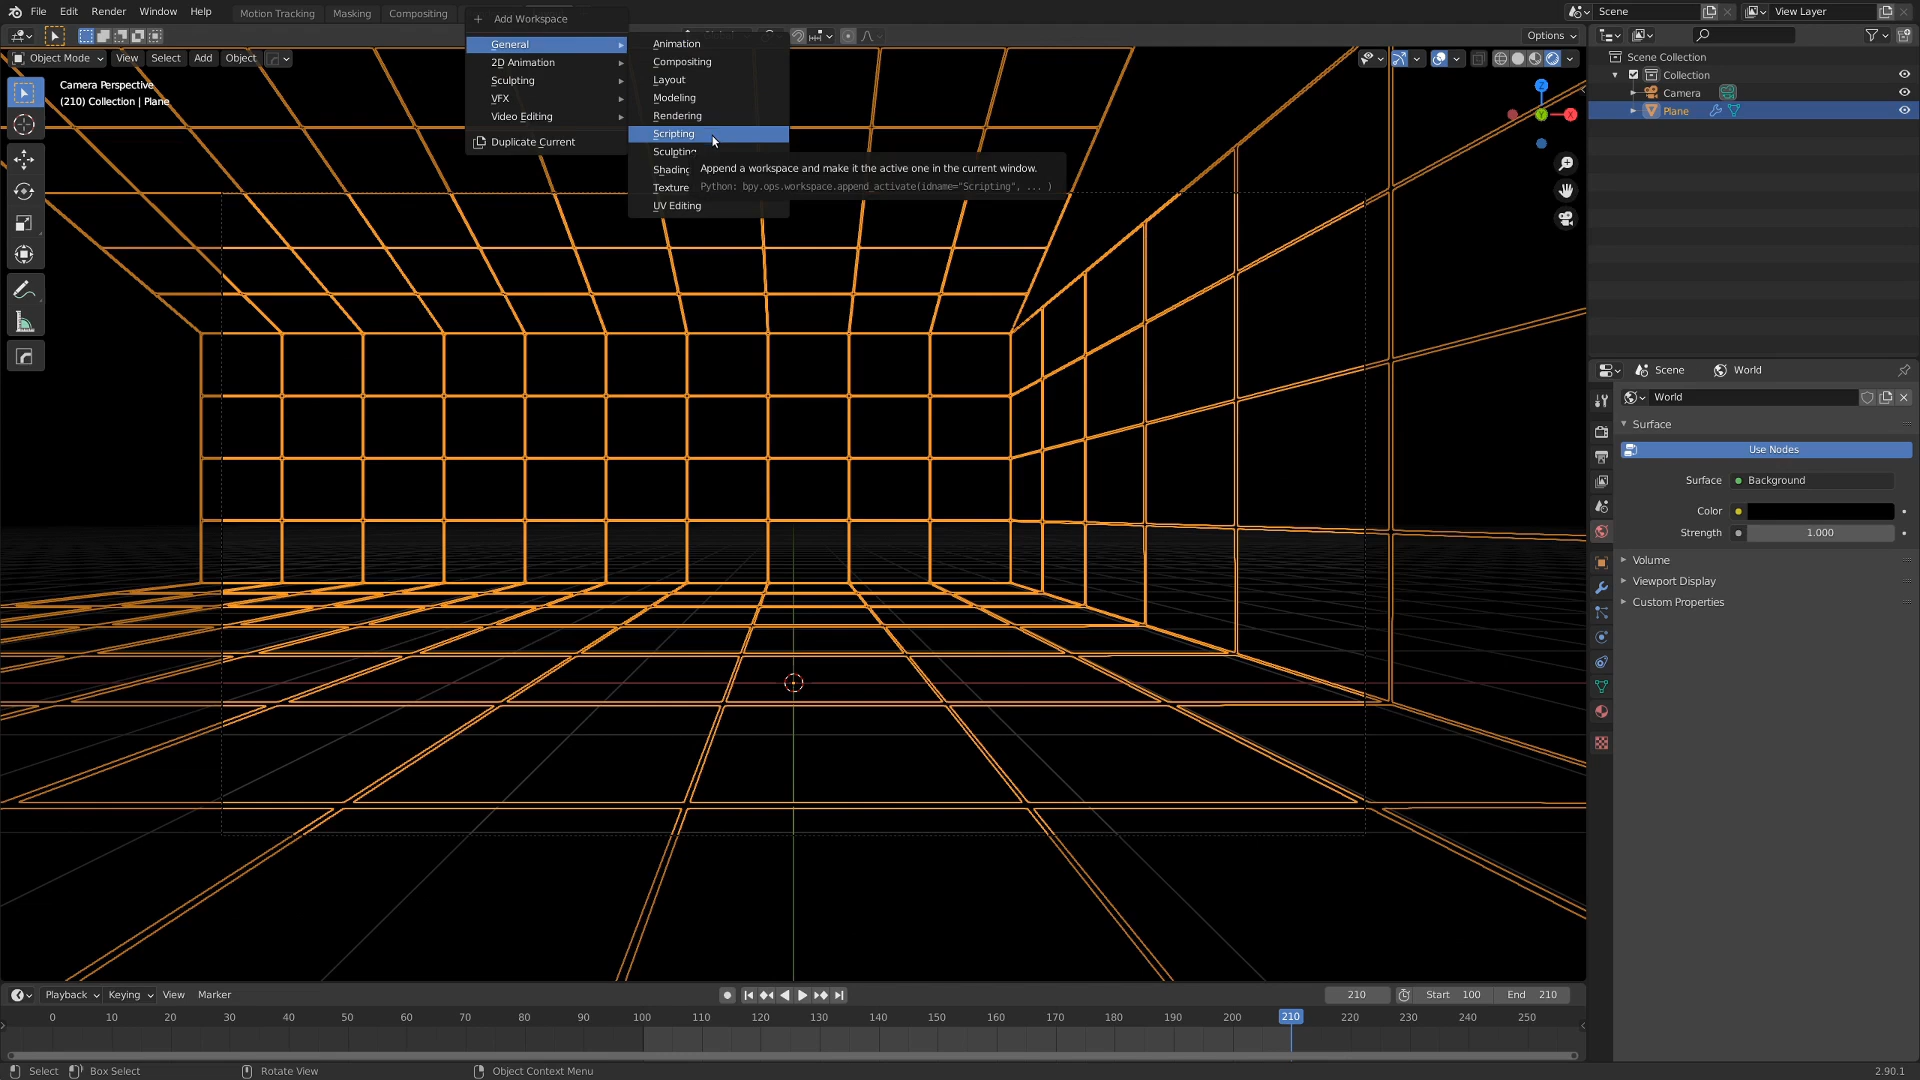 File Edit Render Window Help
Motion Tracking Masking Compositing
Add Workspace
Scene
View Layer
Options
Object Mode View Select Add Object
General
2D Animation
Sculpting
VFX
Video Editing
Duplicate Current
Animation
Compositing
Layout
Modeling
Rendering
Scripting
Sculpting
Shading
Texture
UV Editing
Append a workspace and make it the active one in the current window.
Python: bpy.ops.workspace.append_activate(idname="Scripting", ... )
Camera Perspective
(210) Collection | Plane
Z
Y
X
Scene Collection
Collection
Camera
Plane
Scene World
World
Surface
Use Nodes
Surface Background
Color
Strength 1.000
Volume
Viewport Display
Custom Properties
Playback Keying View Marker
210 Start 100 End 210
0 10 20 30 40 50 60 70 80 90 100 110 120 130 140 150 160 170 180 190 200 210 220 230 240 250
Select Box Select Rotate View Object Context Menu 2.90.1